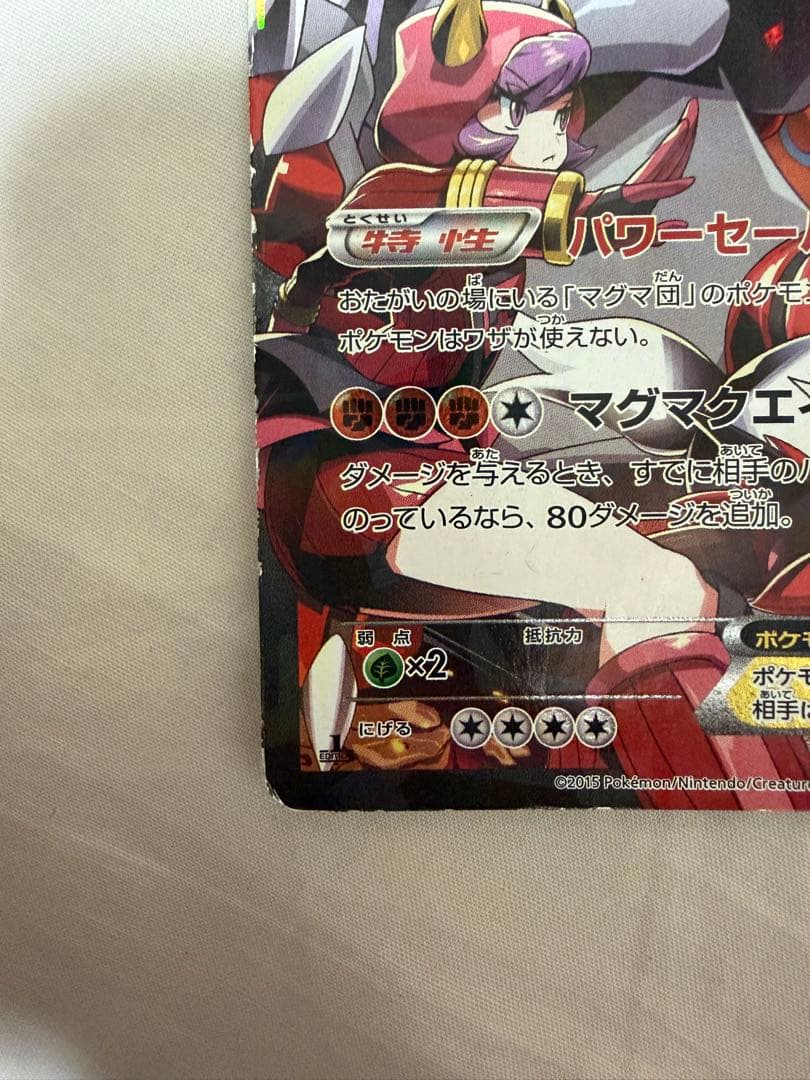 とくせい
特性 パワーセー
ば だん
おたがいの場にいる「マグマ団」のポケモ
つか
ポケモンはワザが使えない。
マグマクエ
あた あいて
ダメージを与えるとき、すでに相手の
ついか
のっているなら、80ダメージを追加。
弱点 抵抗力
×2
ポケモ
ポケモ
あいて
相手は
にげる
1
EDITION
©2015 Pokémon/Nintendo/Creatur